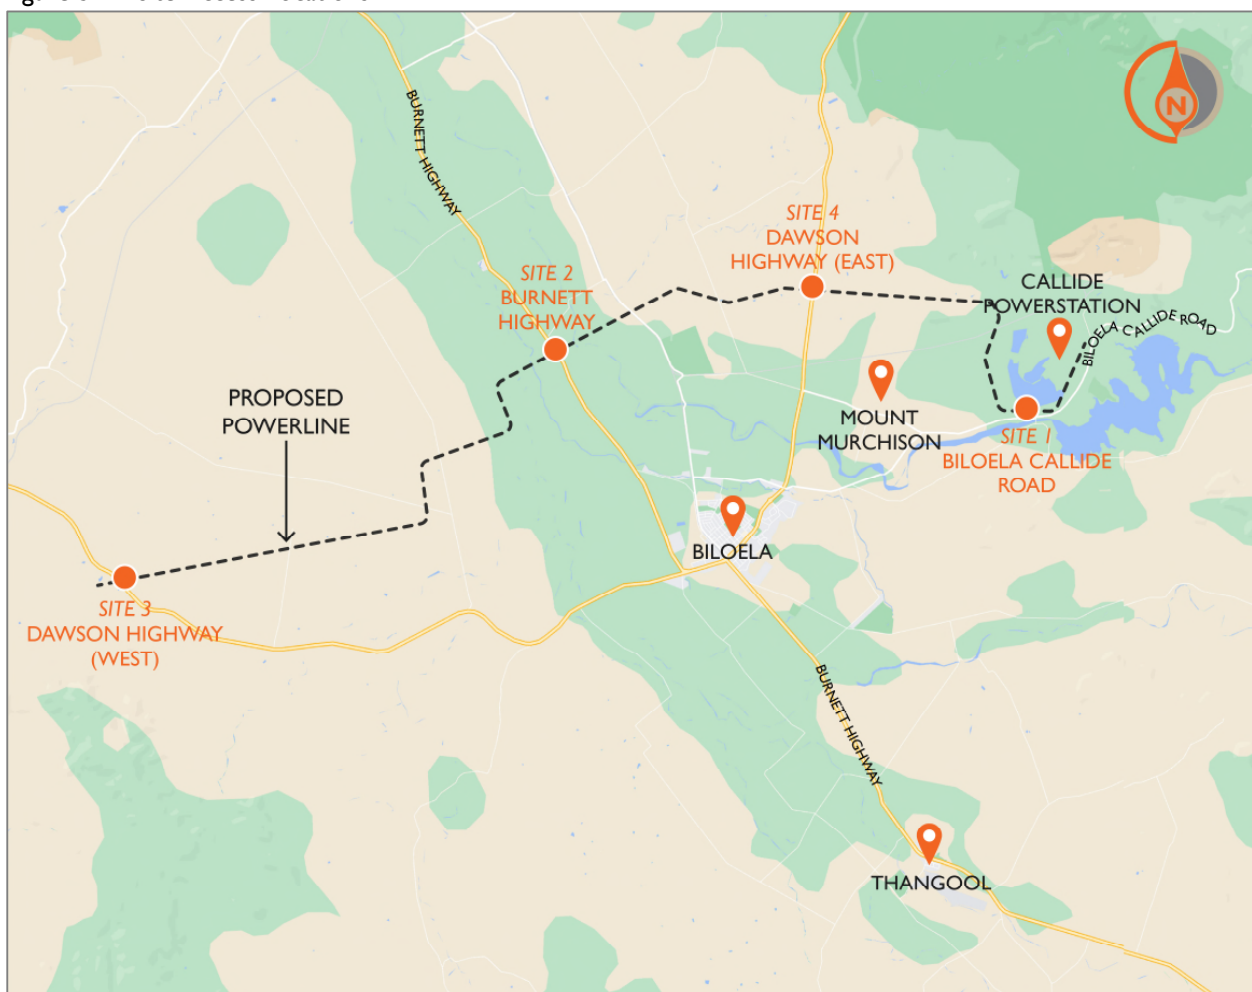 BURNETT HIGHWAY
N
SITE 4
DAWSON
HIGHWAY (EAST)
SITE 2
BURNETT
HIGHWAY
CALLIDE
POWERSTATION
BILOELA CALLIDE ROAD
PROPOSED
POWERLINE
MOUNT
MURCHISON
SITE 1
BILOELA CALLIDE
ROAD
BILOELA
SITE 3
DAWSON HIGHWAY
(WEST)
BURNETT HIGHWAY
THANGOOL